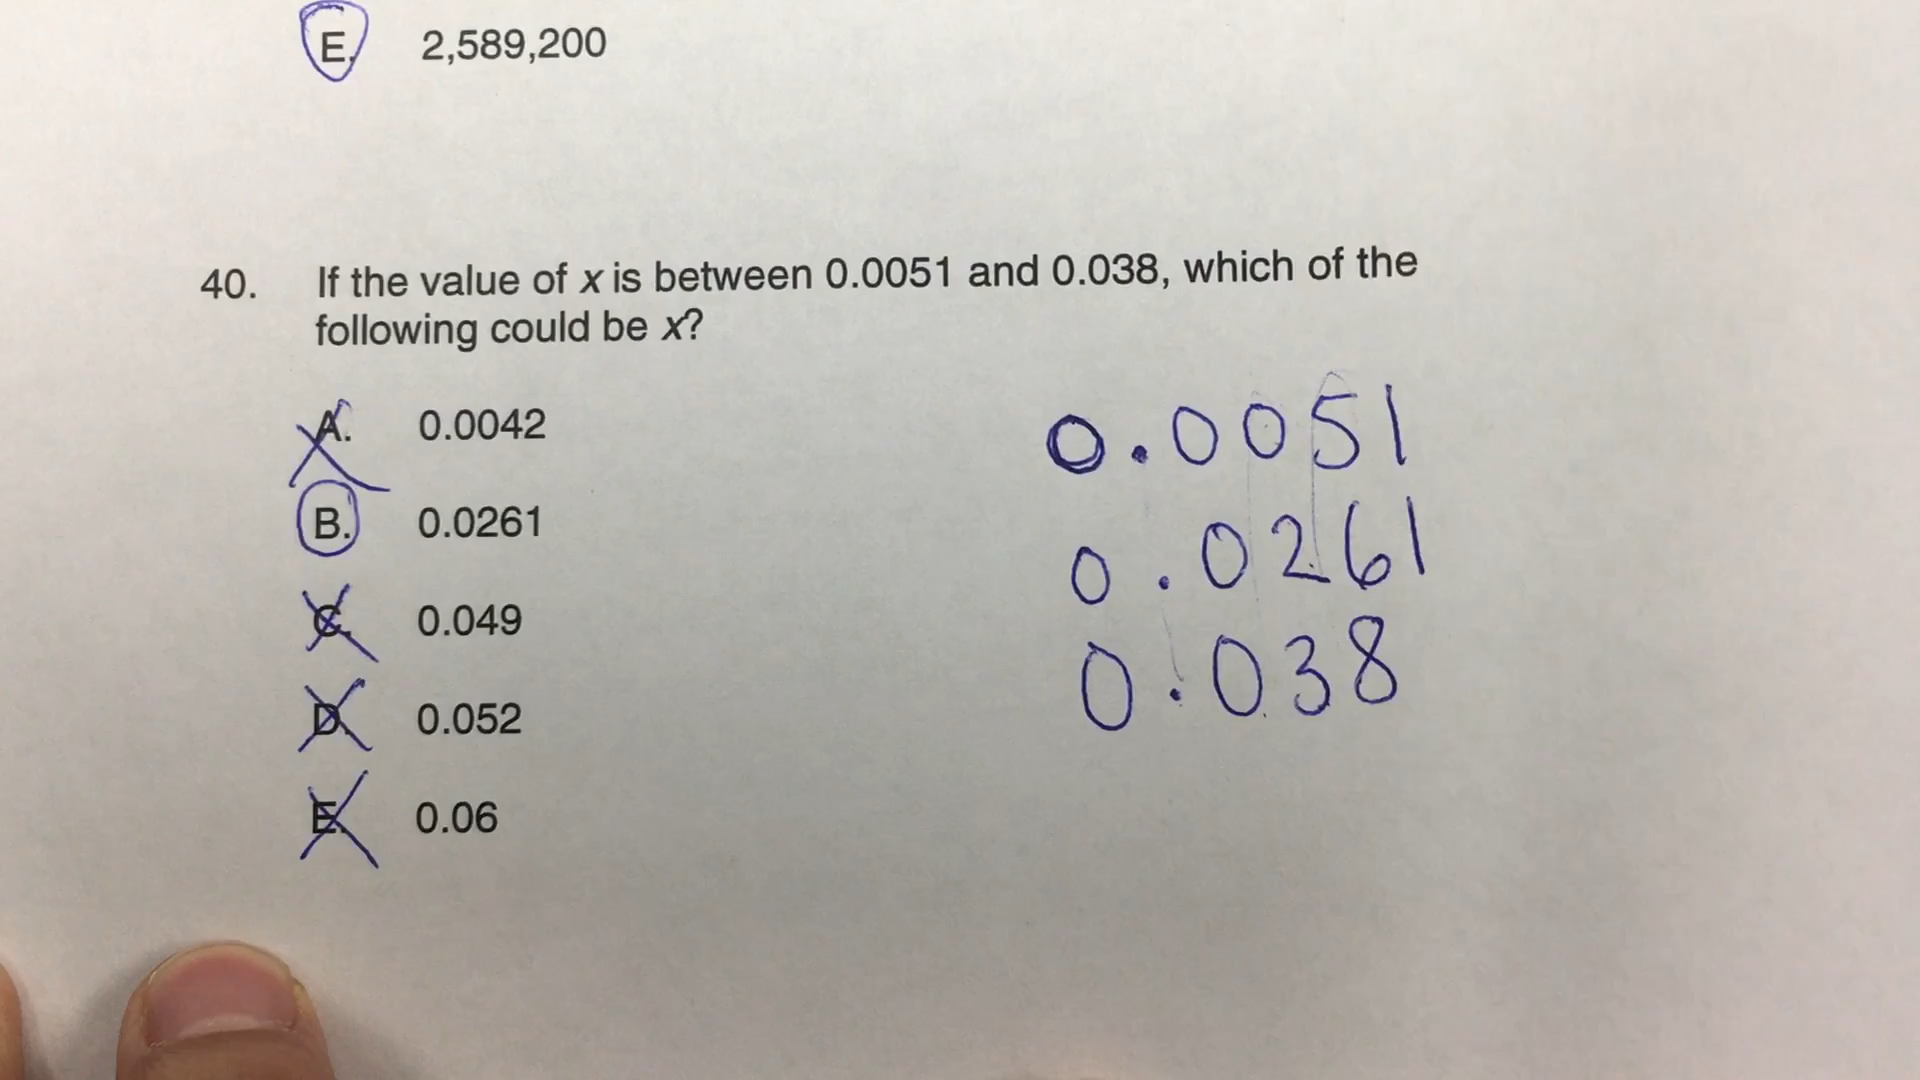 E. 2,589,200
40. If the value of x is between 0.0051 and 0.038, which of the
following could be x?
A. 0.0042
B. 0.0261
C. 0.049
D. 0.052
E. 0.06
0.0051
0.0261
0.038